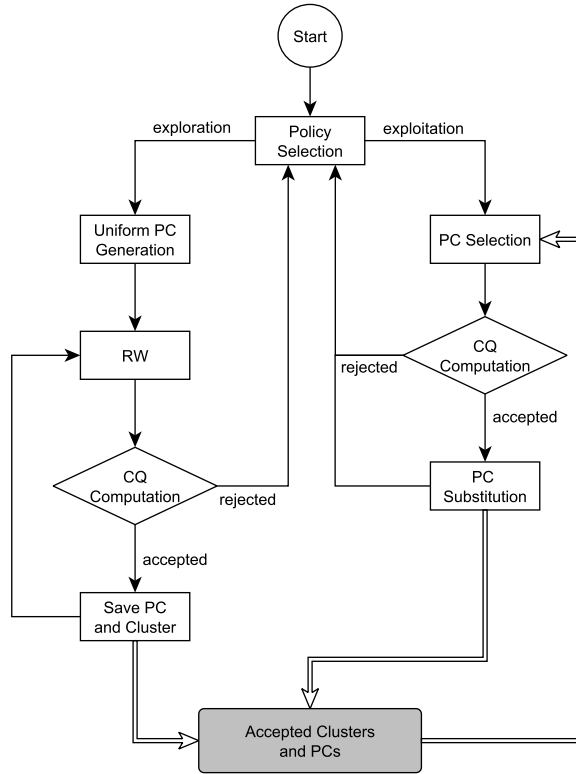 Start
Policy
Selection
exploration
exploitation
Uniform PC
Generation
PC Selection
RW
CQ
Computation
rejected
accepted
CQ
Computation
rejected
accepted
PC
Substitution
Save PC
and Cluster
Accepted Clusters
and PCs